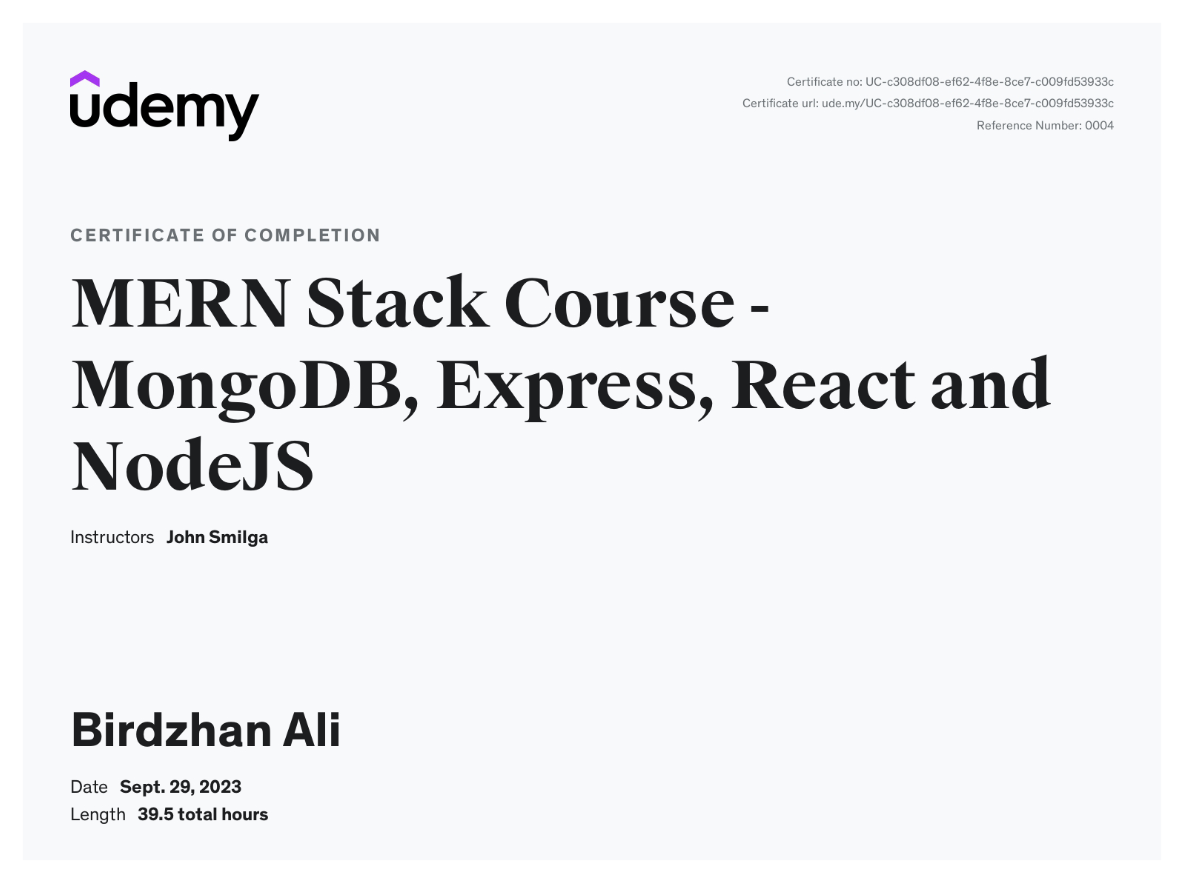 udemy
Certificate no: UC-c308df08-ef62-4f8e-8ce7-c009fd53933c
Certificate url: ude.my/UC-c308df08-ef62-4f8e-8ce7-c009fd53933c
Reference Number: 0004
CERTIFICATE OF COMPLETION
MERN Stack Course -
MongoDB, Express, React and
NodeJS
Instructors John Smilga
Birdzhan Ali
Date Sept. 29, 2023
Length 39.5 total hours